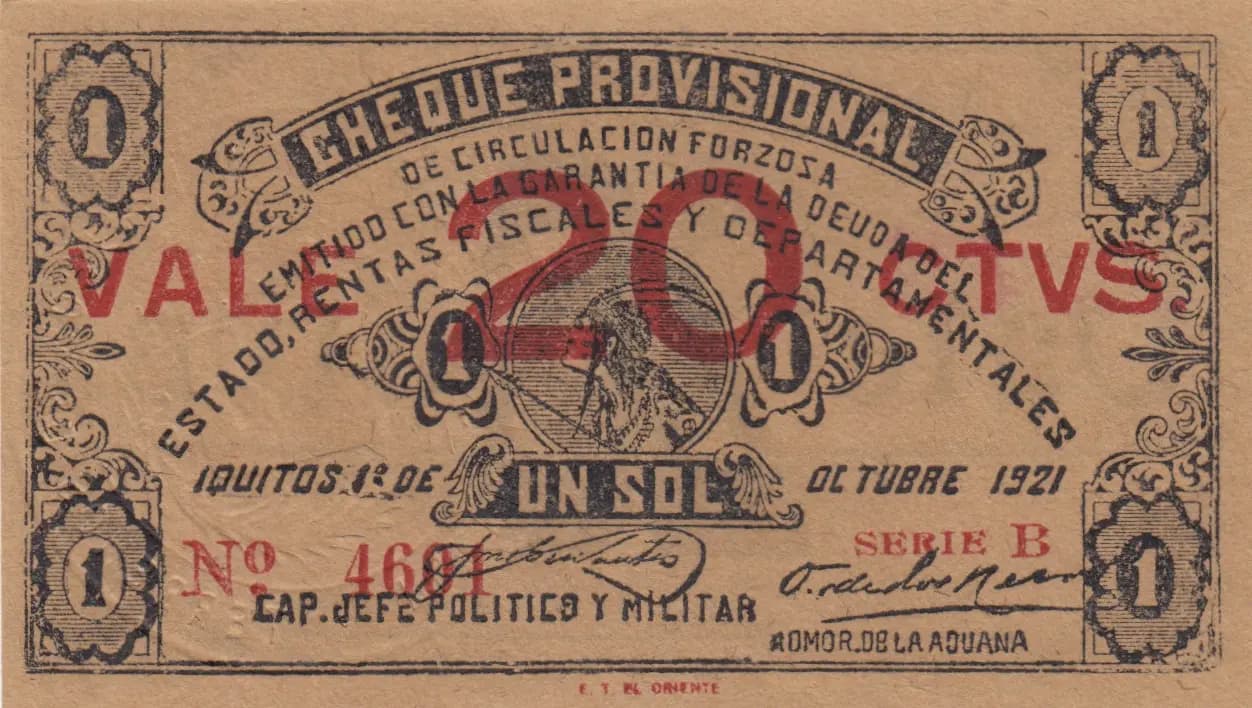 1
1
CHEQUE PROVISIONAL
DE CIRCULACION FORZOSA
EMITIDO CON LA GARANTIA DE LA DEUDA DEL
ESTADO, RENTAS FISCALES Y DEPARTAMENTALES
VALE 20 CTVS
1
1
UN SOL
IQUITOS 1º DE OCTUBRE 1921
Nº 4691
SERIE B
CAP. JEFE POLITICO Y MILITAR
ADMOR. DE LA ADUANA
1
1
E. T. EL ORIENTE